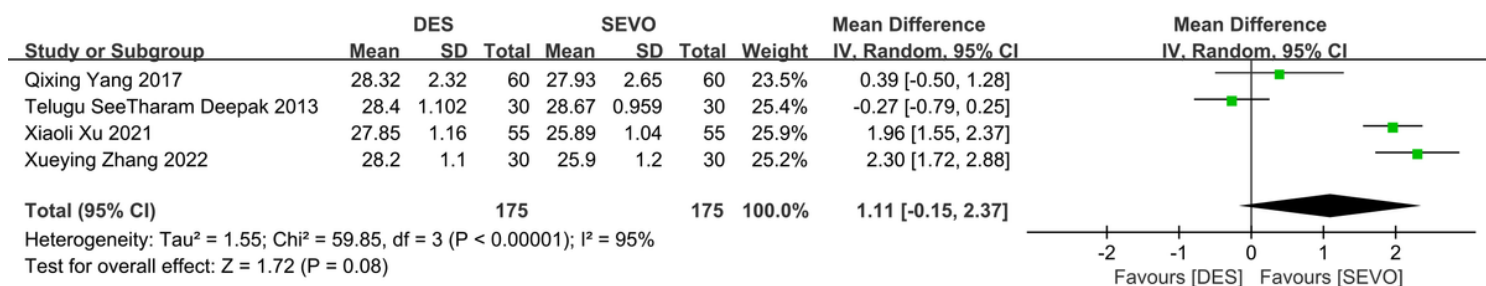 DES SEVO Mean Difference Mean Difference
Study or Subgroup Mean SD Total Mean SD Total Weight IV, Random, 95% CI IV, Random, 95% CI
Qixing Yang 2017 28.32 2.32 60 27.93 2.65 60 23.5% 0.39 [-0.50, 1.28]
Telugu SeeTharam Deepak 2013 28.4 1.102 30 28.67 0.959 30 25.4% -0.27 [-0.79, 0.25]
Xiaoli Xu 2021 27.85 1.16 55 25.89 1.04 55 25.9% 1.96 [1.55, 2.37]
Xueying Zhang 2022 28.2 1.1 30 25.9 1.2 30 25.2% 2.30 [1.72, 2.88]
Total (95% CI) 175 175 100.0% 1.11 [-0.15, 2.37]
Heterogeneity: Tau² = 1.55; Chi² = 59.85, df = 3 (P < 0.00001); I² = 95%
Test for overall effect: Z = 1.72 (P = 0.08)
-2 -1 0 1 2
Favours [DES] Favours [SEVO]